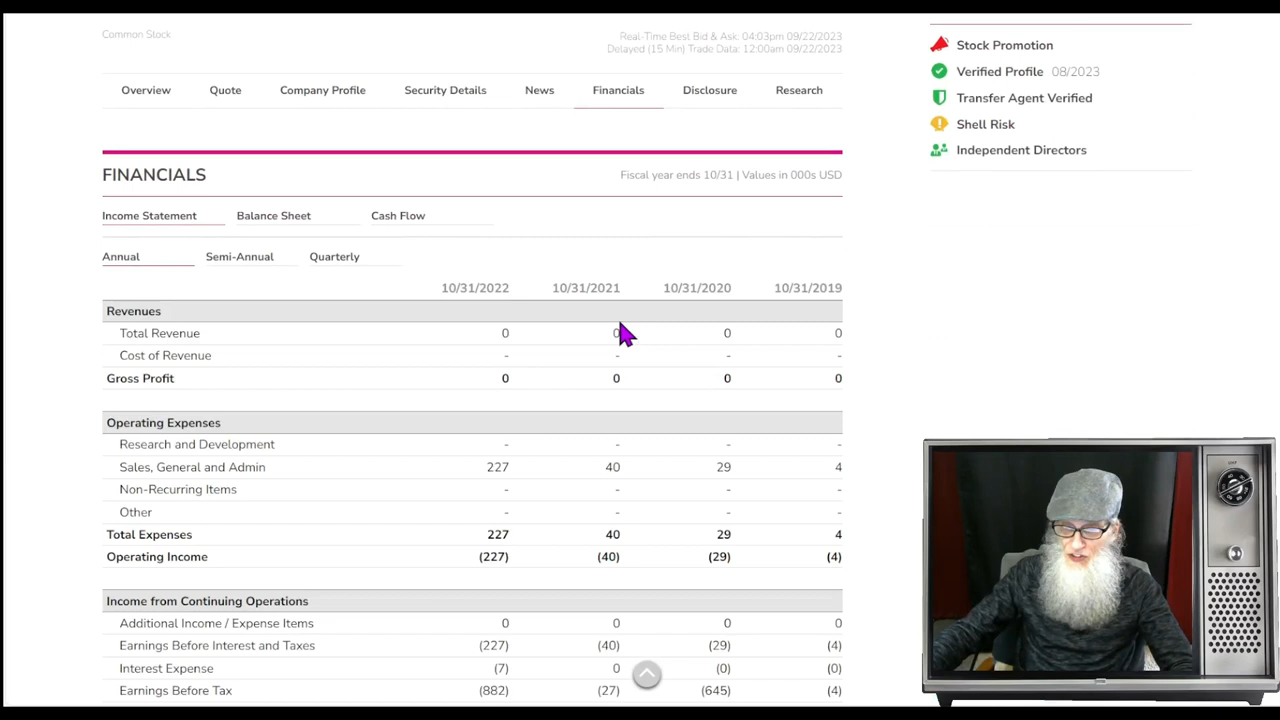 Common Stock
Real-Time Best Bid & Ask: 04:03pm 09/22/2023
Delayed (15 Min) Trade Data: 12:00am 09/22/2023
Overview Quote Company Profile Security Details News Financials Disclosure Research
FINANCIALS
Fiscal year ends 10/31 | Values in 000s USD
Income Statement Balance Sheet Cash Flow
Annual Semi-Annual Quarterly
10/31/2022 10/31/2021 10/31/2020 10/31/2019
Revenues
Total Revenue 0 0 0 0
Cost of Revenue - - - -
Gross Profit 0 0 0 0
Operating Expenses
Research and Development - - - -
Sales, General and Admin 227 40 29 4
Non-Recurring Items - - - -
Other - - - -
Total Expenses 227 40 29 4
Operating Income (227) (40) (29) (4)
Income from Continuing Operations
Additional Income / Expense Items 0 0 0 0
Earnings Before Interest and Taxes (227) (40) (29) (4)
Interest Expense (7) 0 (0) (0)
Earnings Before Tax (882) (27) (645) (4)
Stock Promotion
Verified Profile 08/2023
Transfer Agent Verified
Shell Risk
Independent Directors